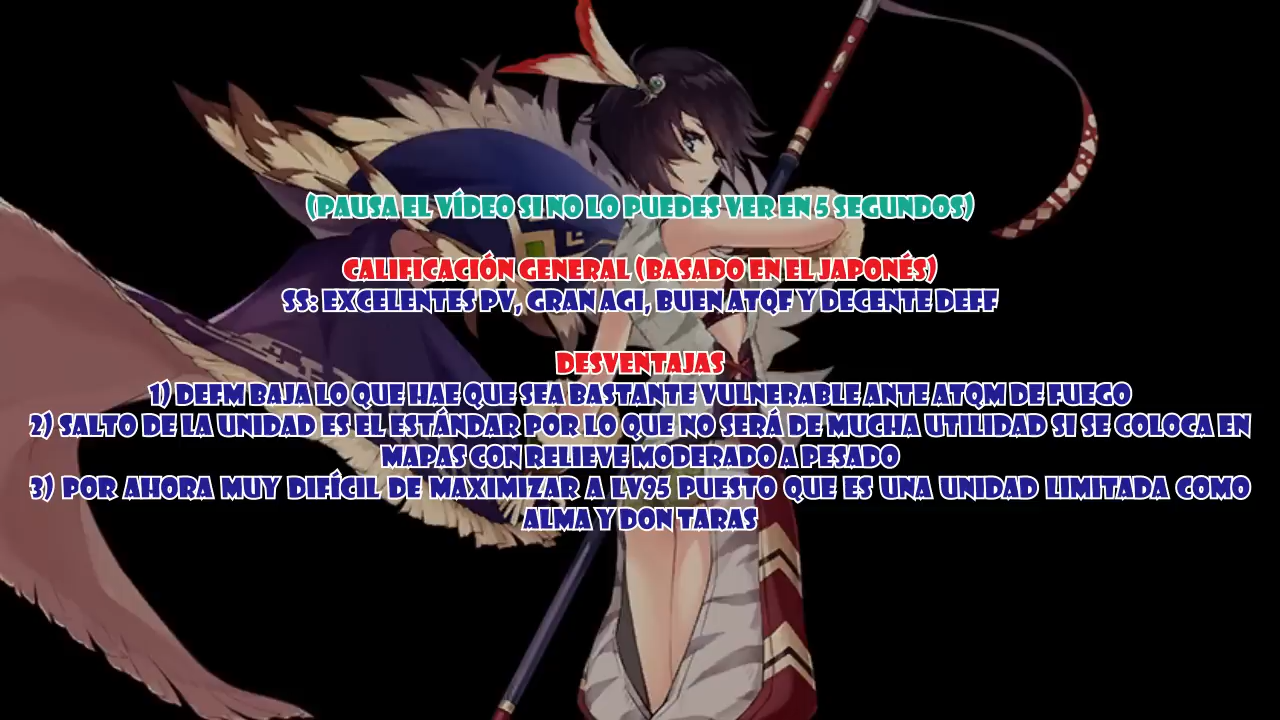 (PAUSA EL VÍDEO SI NO LO PUEDES VER EN 5 SEGUNDOS)
CALIFICACIÓN GENERAL (BASADO EN EL JAPONÉS)
SS: EXCELENTES PV, GRAN AGI, BUEN ATQF Y DECENTE DEFF
DESVENTAJAS
1) DEFM BAJA LO QUE HAE QUE SEA BASTANTE VULNERABLE ANTE ATQM DE FUEGO
2) SALTO DE LA UNIDAD ES EL ESTÁNDAR POR LO QUE NO SERÁ DE MUCHA UTILIDAD SI SE COLOCA EN
MAPAS CON RELIEVE MODERADO A PESADO
3) POR AHORA MUY DIFÍCIL DE MAXIMIZAR A LV95 PUESTO QUE ES UNA UNIDAD LIMITADA COMO
ALMA Y DON TARAS